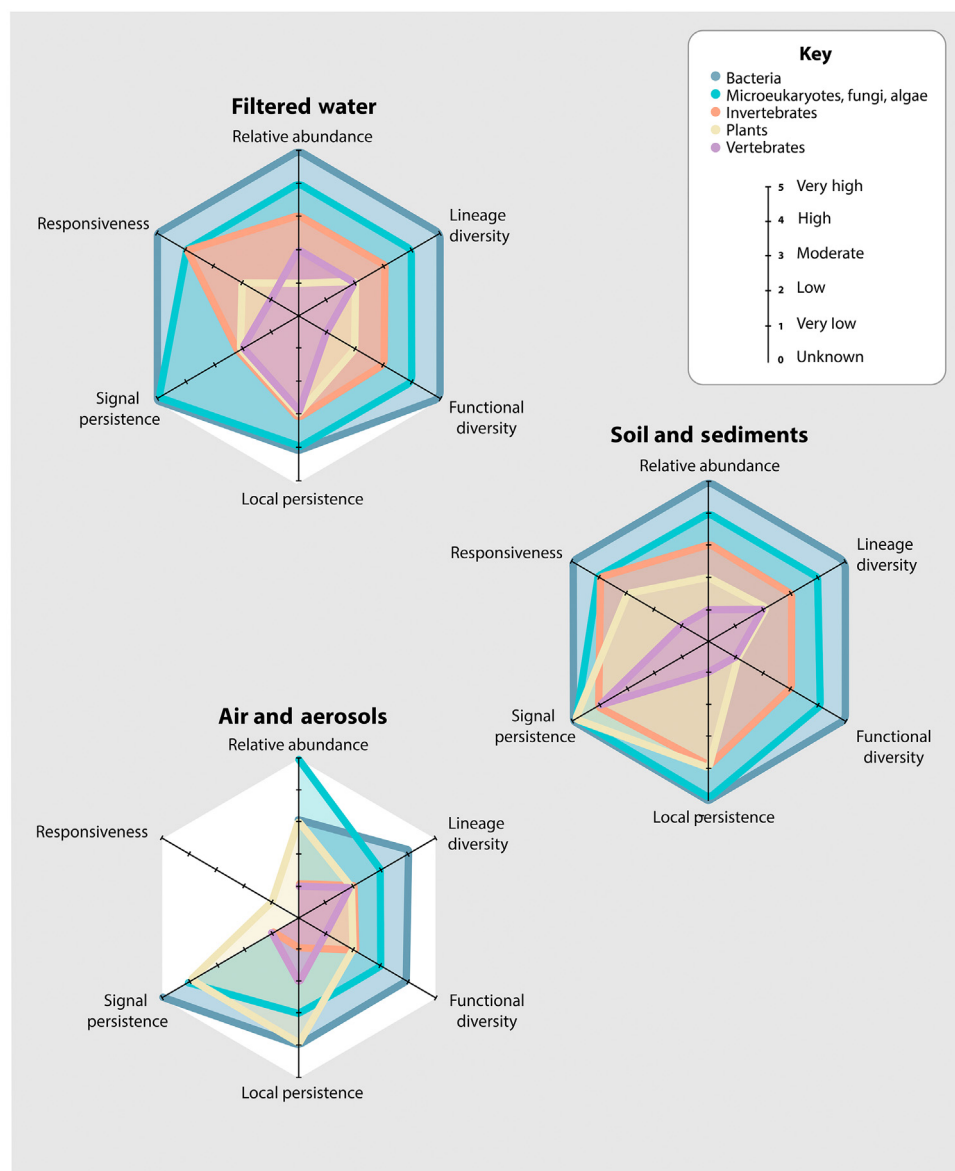 Key
Bacteria
Microeukaryotes, fungi, algae
Invertebrates
Plants
Vertebrates
5 Very high
4 High
3 Moderate
2 Low
1 Very low
0 Unknown
Filtered water
Relative abundance
Responsiveness
Lineage
diversity
Signal
persistence
Functional
diversity
Local persistence
Soil and sediments
Relative abundance
Responsiveness
Lineage
diversity
Signal
persistence
Functional
diversity
Local persistence
Air and aerosols
Relative abundance
Responsiveness
Lineage
diversity
Signal
persistence
Functional
diversity
Local persistence